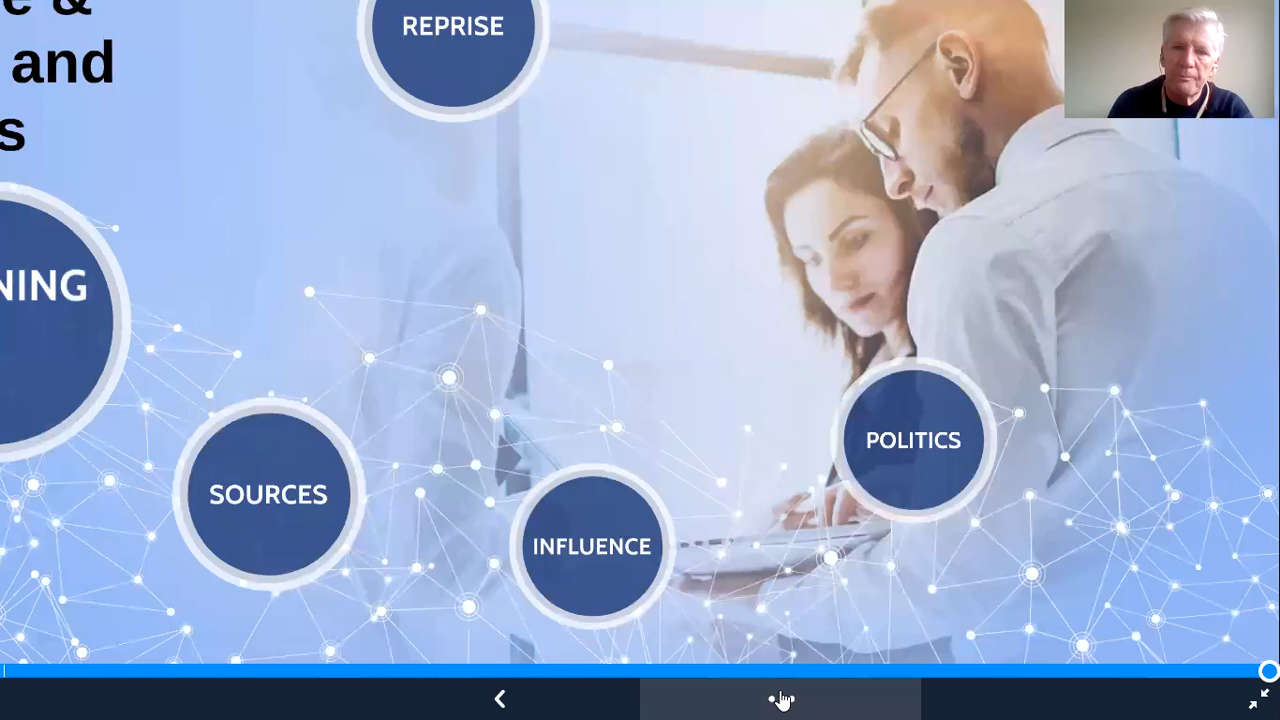 e &
and
s
REPRISE
NING
SOURCES
INFLUENCE
POLITICS